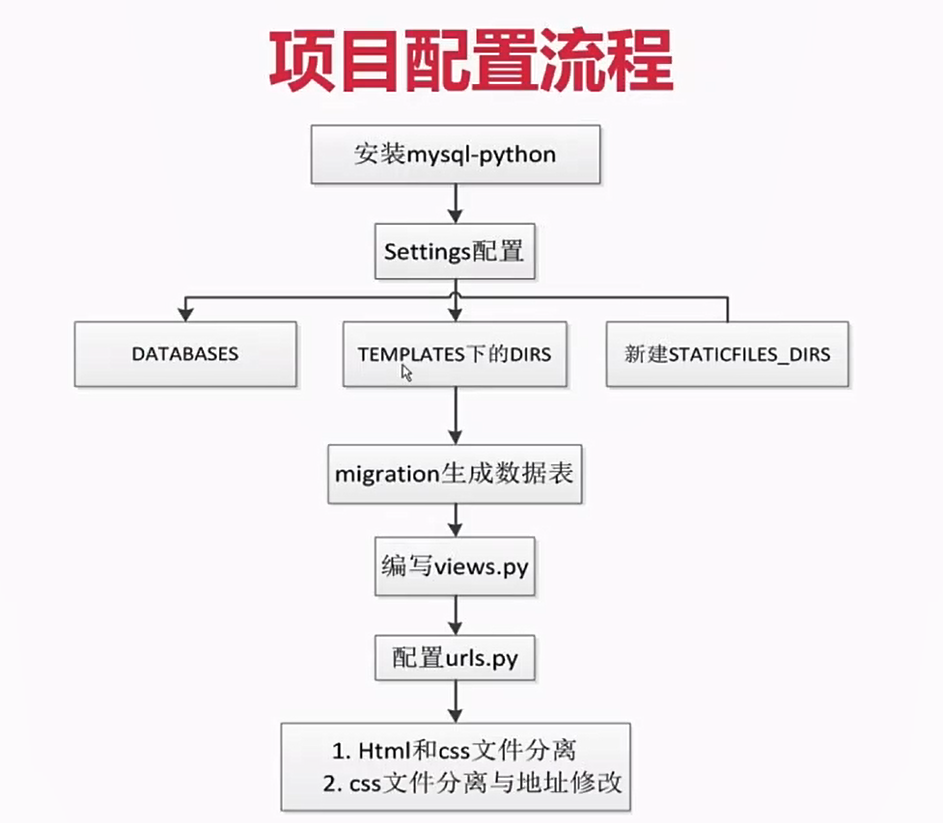 项目配置流程
安装mysql-python
Settings配置
DATABASES
TEMPLATES下的DIRS
新建STATICFILES_DIRS
migration生成数据表
编写views.py
配置urls.py
1. Html和css文件分离
2. css文件分离与地址修改